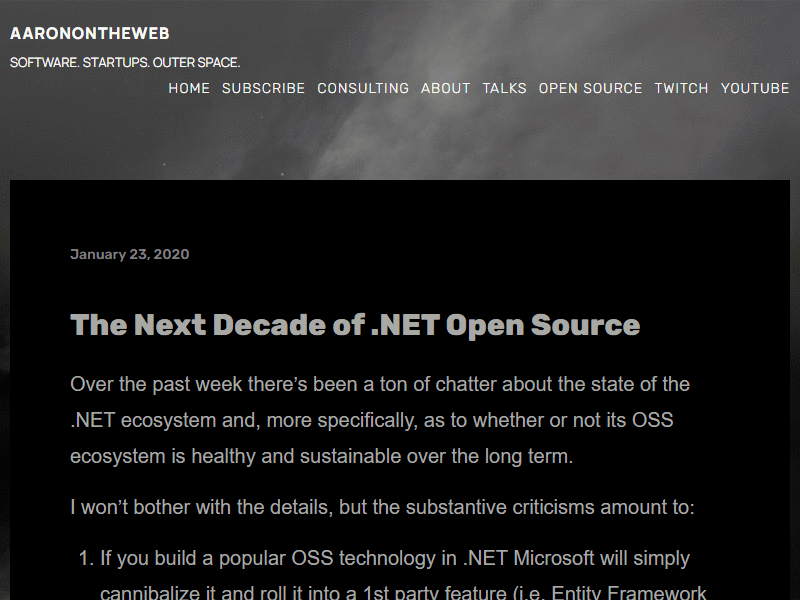 AARONONTHEWEB
SOFTWARE. STARTUPS. OUTER SPACE.
HOME SUBSCRIBE CONSULTING ABOUT TALKS OPEN SOURCE TWITCH YOUTUBE
January 23, 2020
The Next Decade of .NET Open Source
Over the past week there’s been a ton of chatter about the state of the
.NET ecosystem and, more specifically, as to whether or not its OSS
ecosystem is healthy and sustainable over the long term.
I won’t bother with the details, but the substantive criticisms amount to:
1. If you build a popular OSS technology in .NET Microsoft will simply
cannibalize it and roll it into a 1st party feature (i.e. Entity Framework